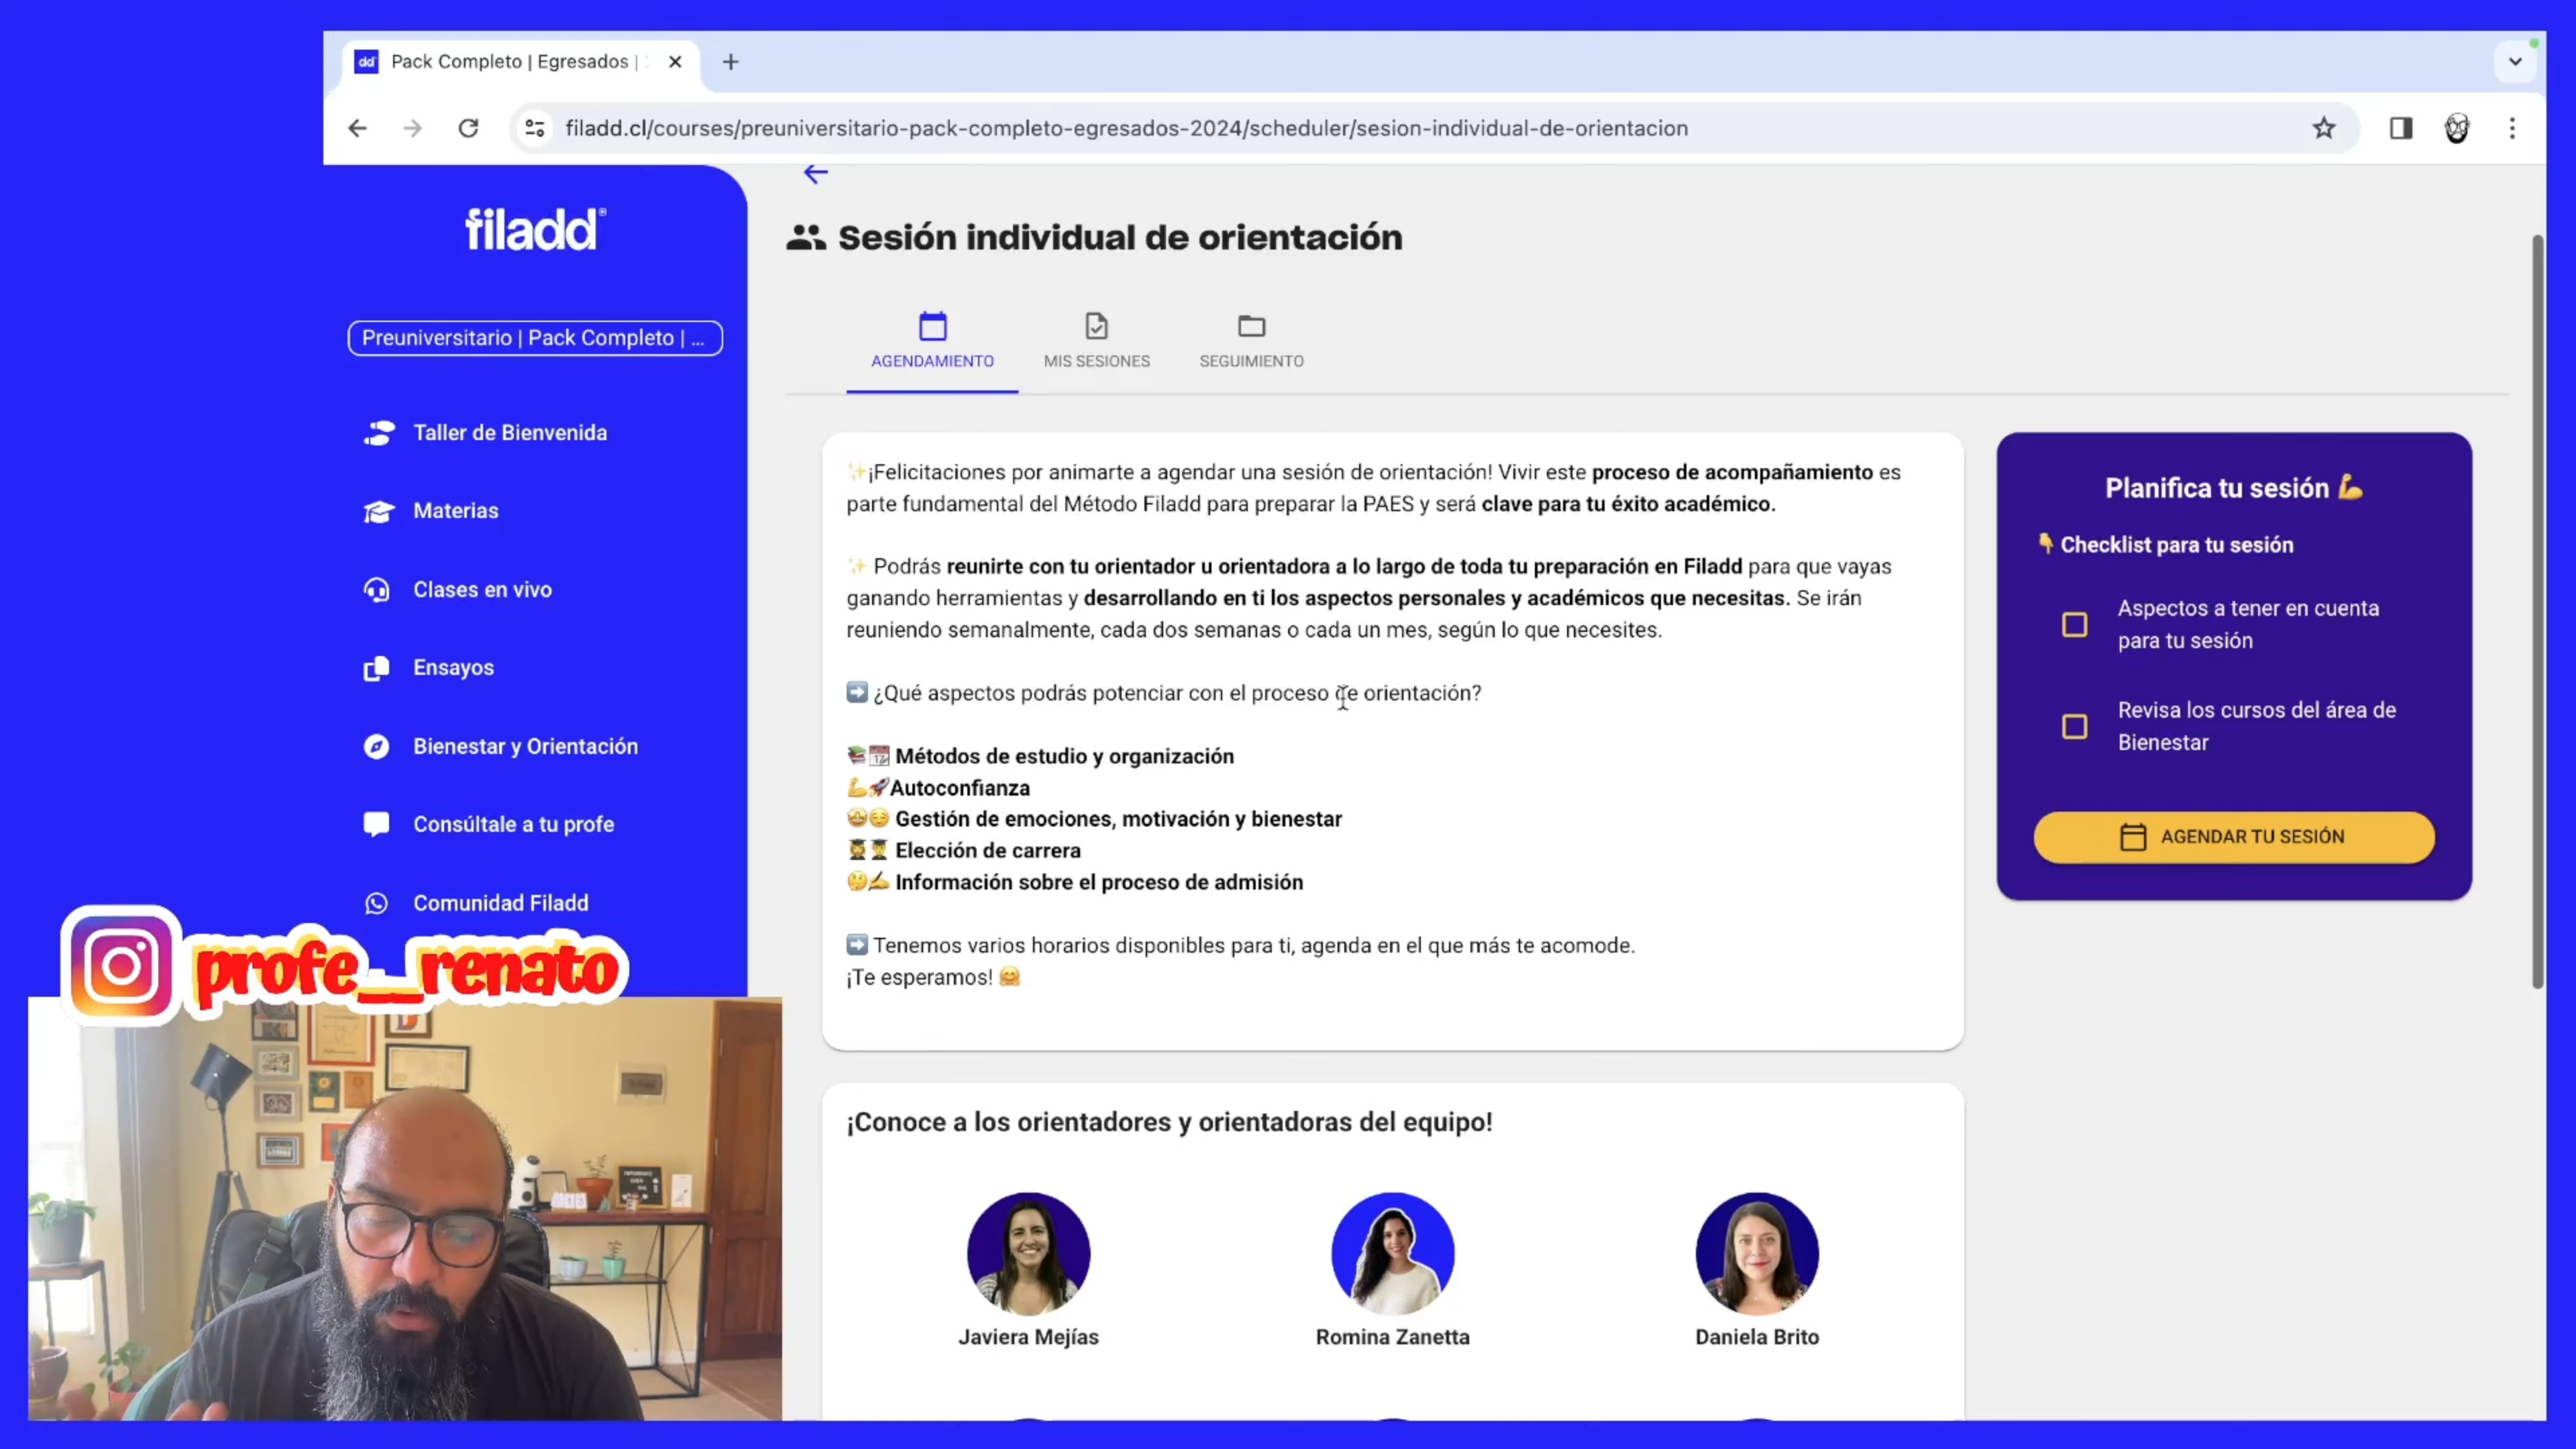 Pack Completo | Egresados |
filadd.cl/courses/preuniversitario-pack-completo-egresados-2024/scheduler/sesion-individual-de-orientacion
filadd
Preuniversitario | Pack Completo | ...
Taller de Bienvenida
Materias
Clases en vivo
Ensayos
Bienestar y Orientación
Consúltale a tu profe
Comunidad Filadd
profe__renato
Sesión individual de orientación
AGENDAMIENTO
MIS SESIONES
SEGUIMIENTO
✨¡Felicitaciones por animarte a agendar una sesión de orientación! Vivir este proceso de acompañamiento es
parte fundamental del Método Filadd para preparar la PAES y será clave para tu éxito académico.
✨ Podrás reunirte con tu orientador u orientadora a lo largo de toda tu preparación en Filadd para que vayas
ganando herramientas y desarrollando en ti los aspectos personales y académicos que necesitas. Se irán
reuniendo semanalmente, cada dos semanas o cada un mes, según lo que necesites.
➡️ ¿Qué aspectos podrás potenciar con el proceso de orientación?
📚📆 Métodos de estudio y organización
💪🚀Autoconfianza
🤩😌 Gestión de emociones, motivación y bienestar
👩‍🎓👨‍🎓 Elección de carrera
🤔✍️ Información sobre el proceso de admisión
➡️ Tenemos varios horarios disponibles para ti, agenda en el que más te acomode.
¡Te esperamos! 🤗
Planifica tu sesión 💪
👇 Checklist para tu sesión
Aspectos a tener en cuenta
para tu sesión
Revisa los cursos del área de
Bienestar
AGENDAR TU SESIÓN
¡Conoce a los orientadores y orientadoras del equipo!
Javiera Mejías
Romina Zanetta
Daniela Brito